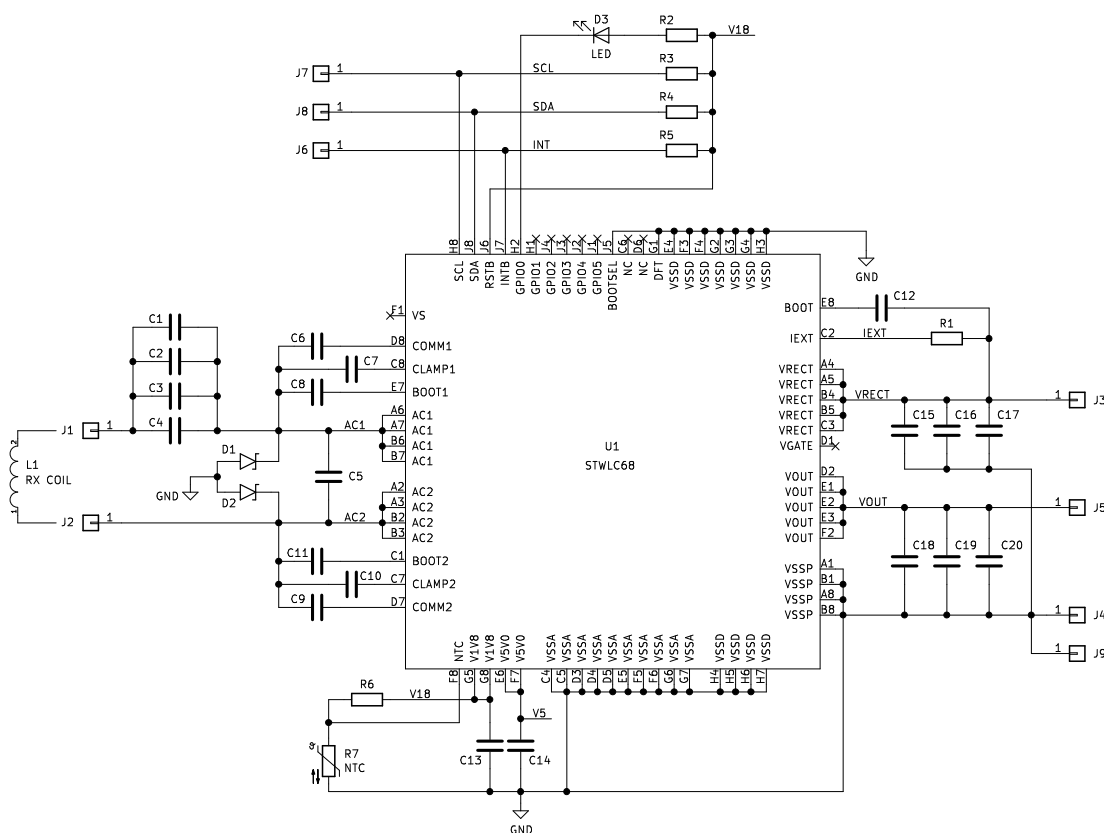 D3
R2
V18
LED
J7 1 SCL R3
J8 1 SDA R4
J6 1 INT R5
H8 J8 J6 J7 H2 H1 J4 J3 J2 J1 J5 C6 D6 G1 E4 F3 F4 G2 G3 G4 H3
SCL SDA RSTB INTB GPIO0 GPIO1 GPIO2 GPIO3 GPIO4 GPIO5 BOOTSEL NC NC DFT VSSD VSSD VSSD VSSD VSSD VSSD VSSD
GND
F1 VS
D8 COMM1
C8 CLAMP1
E7 BOOT1
A6 AC1
A7 AC1
B6 AC1
B7 AC1
A2 AC2
A3 AC2
B2 AC2
B3 AC2
C1 BOOT2
C7 CLAMP2
D7 COMM2
C1
C2
C3
C4
C6
C7
C8
J1 1
AC1
L1
RX COIL
2
1
D1
GND
D2
C5
J2 1
AC2
C11
C10
C9
U1
STWLC68
BOOT E8
C12
IEXT C2 IEXT R1
VRECT A4
VRECT A5
VRECT B4 VRECT
VRECT B5
VRECT C3
VGATE D1
1 J3
C15 C16 C17
VOUT D2
VOUT E1
VOUT E2 VOUT
VOUT E3
VOUT F2
1 J5
C18 C19 C20
VSSP A1
VSSP B1
VSSP A8
VSSP B8
1 J4
1 J9
NTC V1V8 V1V8 V5V0 V5V0 VSSA VSSA VSSA VSSA VSSA VSSA VSSA VSSA VSSA VSSA VSSD VSSD VSSD VSSD
F8 G5 G8 E6 F7 C4 C5 D3 D4 D5 E5 F5 F6 G6 G7 H4 H5 H6 H7
R6
V18
V5
R7
NTC
C13
C14
GND